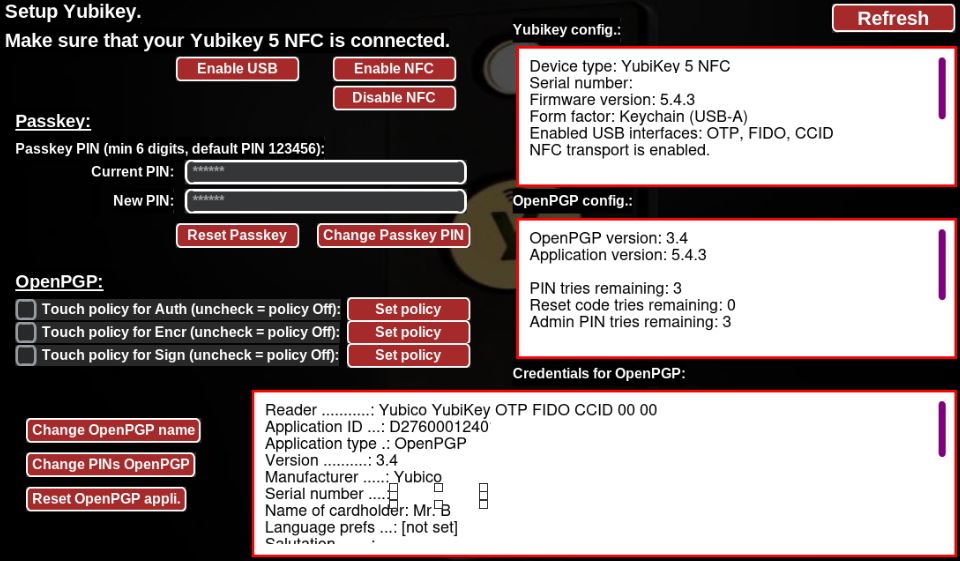 Setup Yubikey.
Make sure that your Yubikey 5 NFC is connected.
Enable USB
Enable NFC
Disable NFC
Passkey:
Passkey PIN (min 6 digits, default PIN 123456):
Current PIN:
******
New PIN:
******
Reset Passkey
Change Passkey PIN
OpenPGP:
Touch policy for Auth (uncheck = policy Off):
Set policy
Touch policy for Encr (uncheck = policy Off):
Set policy
Touch policy for Sign (uncheck = policy Off):
Set policy
Change OpenPGP name
Change PINs OpenPGP
Reset OpenPGP appli.
Refresh
Yubikey config.:
Device type: YubiKey 5 NFC
Serial number:
Firmware version: 5.4.3
Form factor: Keychain (USB-A)
Enabled USB interfaces: OTP, FIDO, CCID
NFC transport is enabled.
OpenPGP config.:
OpenPGP version: 3.4
Application version: 5.4.3
PIN tries remaining: 3
Reset code tries remaining: 0
Admin PIN tries remaining: 3
Credentials for OpenPGP:
Reader ...........: Yubico YubiKey OTP FIDO CCID 00 00
Application ID ...: D2760001240
Application type .: OpenPGP
Version ..........: 3.4
Manufacturer .....: Yubico
Serial number ....:
Name of cardholder: Mr. B
Language prefs ...: [not set]
Salutation .......: